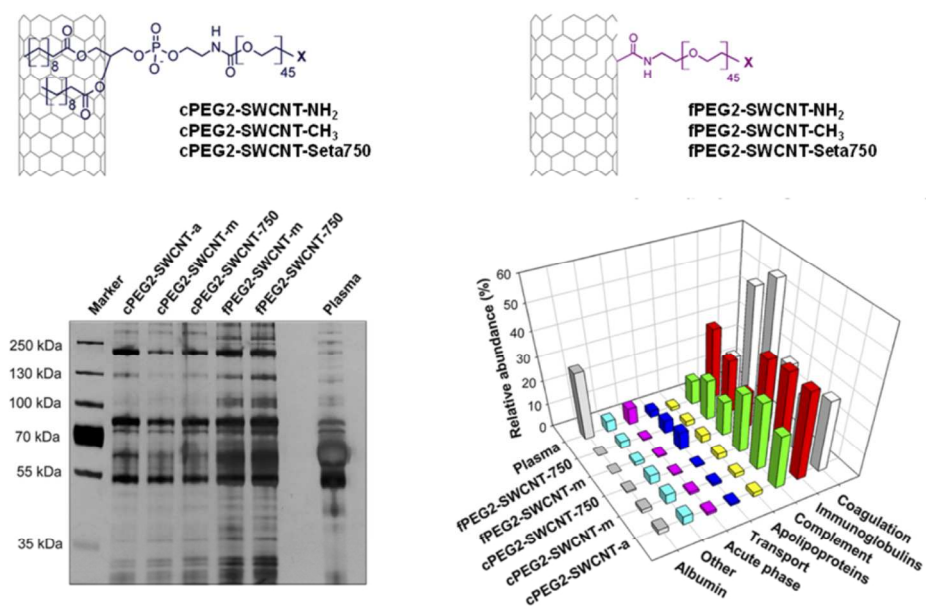 O
O
O
O
P
O
O⁻
O
H
N
O
O
O
X
8
8
45
cPEG2-SWCNT-NH₂
cPEG2-SWCNT-CH₃
cPEG2-SWCNT-Seta750
O
N
H
O
X
45
fPEG2-SWCNT-NH₂
fPEG2-SWCNT-CH₃
fPEG2-SWCNT-Seta750
Marker
cPEG2-SWCNT-a
cPEG2-SWCNT-m
cPEG2-SWCNT-750
fPEG2-SWCNT-m
fPEG2-SWCNT-750
Plasma
250 kDa
130 kDa
100 kDa
70 kDa
55 kDa
35 kDa
Relative abundance (%)
60
50
40
30
20
10
0
Plasma
fPEG2-SWCNT-750
fPEG2-SWCNT-m
cPEG2-SWCNT-750
cPEG2-SWCNT-m
cPEG2-SWCNT-a
Coagulation
Immunoglobulins
Complement
Apolipoproteins
Transport
Acute phase
Other
Albumin